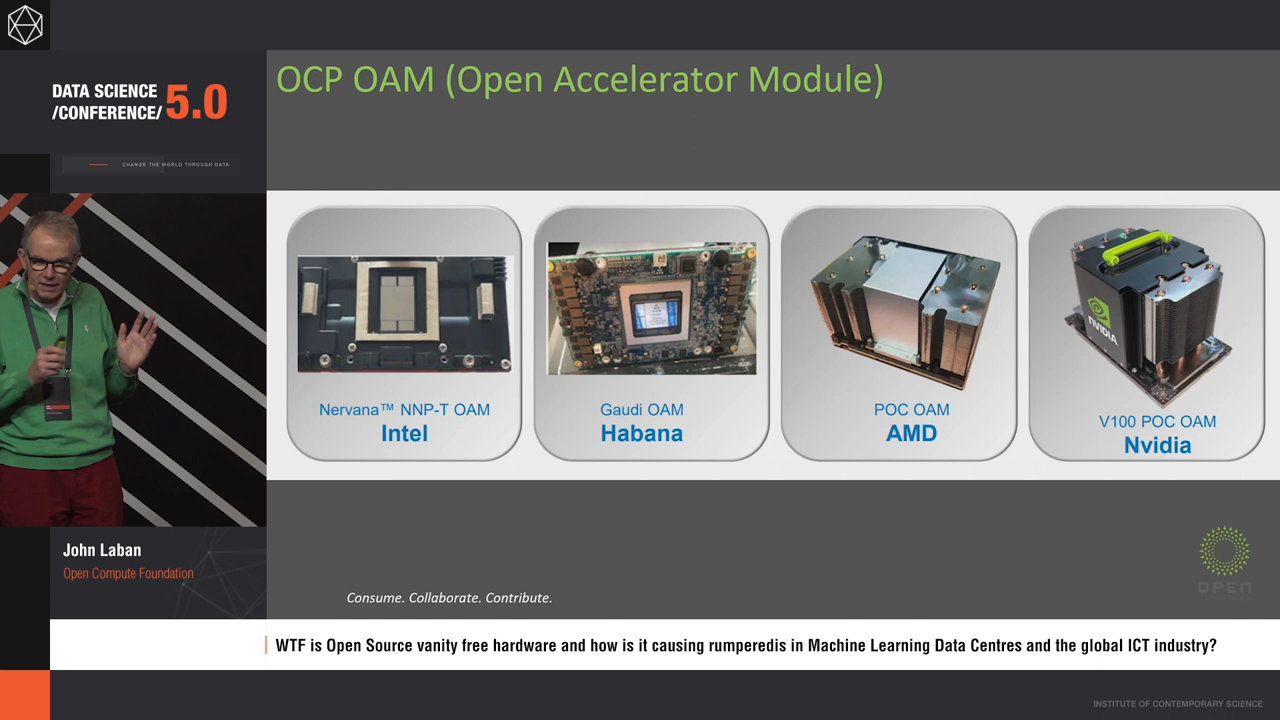 DATA SCIENCE
/CONFERENCE/ 5.0
CHANGE THE WORLD THROUGH DATA
OCP OAM (Open Accelerator Module)
NVIDIA
Nervana™ NNP-T OAM
Intel
Gaudi OAM
Habana
POC OAM
AMD
V100 POC OAM
Nvidia
John Laban
Open Compute Foundation
OPEN
Consume. Collaborate. Contribute.
WTF is Open Source vanity free hardware and how is it causing rumperedis in Machine Learning Data Centres and the global ICT industry?
INSTITUTE OF CONTEMPORARY SCIENCE